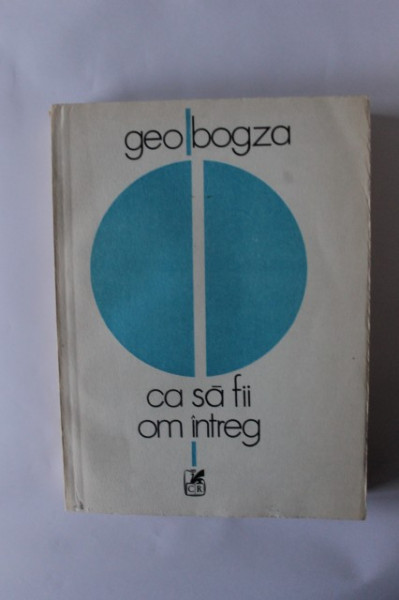 geo bogza
ca să fii
om întreg
CR